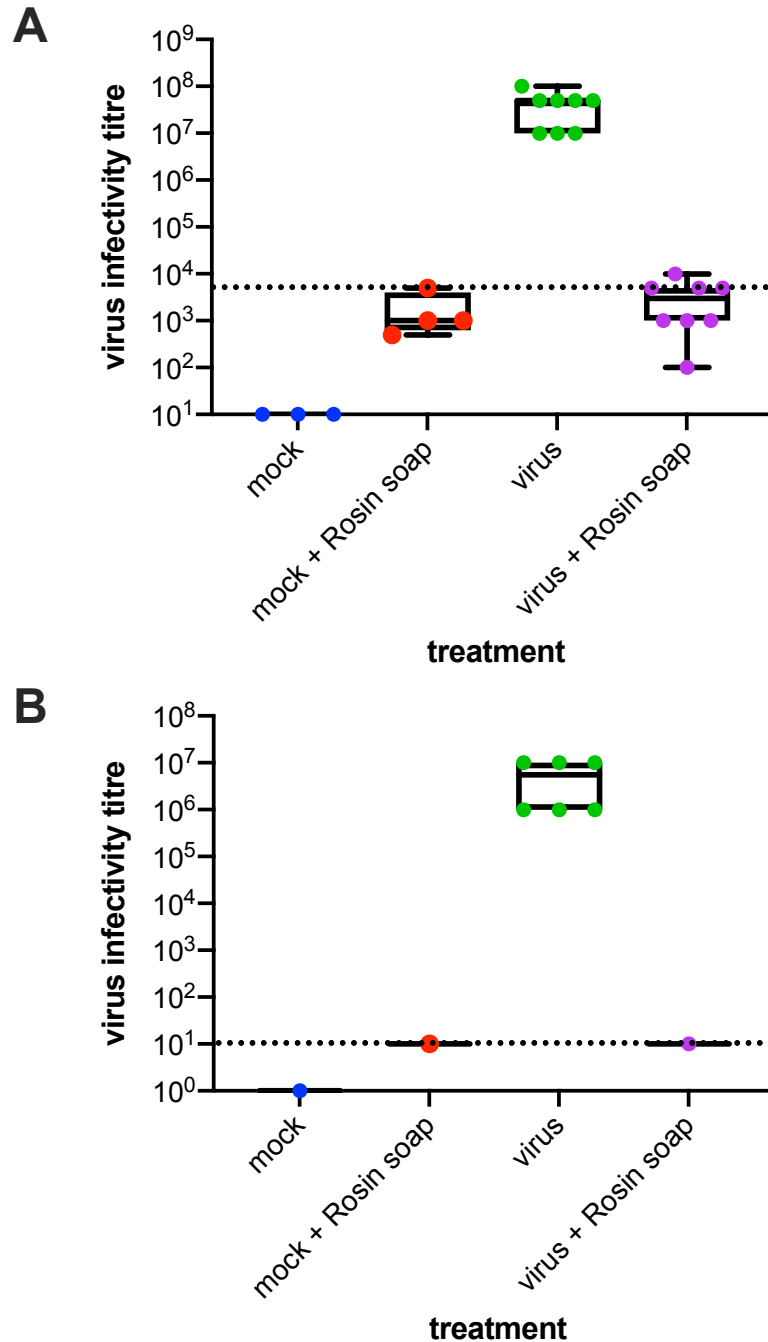 A
virus infectivity titre
10⁹
10⁸
10⁷
10⁶
10⁵
10⁴
10³
10²
10¹
mock
mock + Rosin soap
virus
virus + Rosin soap
treatment
B
virus infectivity titre
10⁸
10⁷
10⁶
10⁵
10⁴
10³
10²
10¹
10⁰
mock
mock + Rosin soap
virus
virus + Rosin soap
treatment